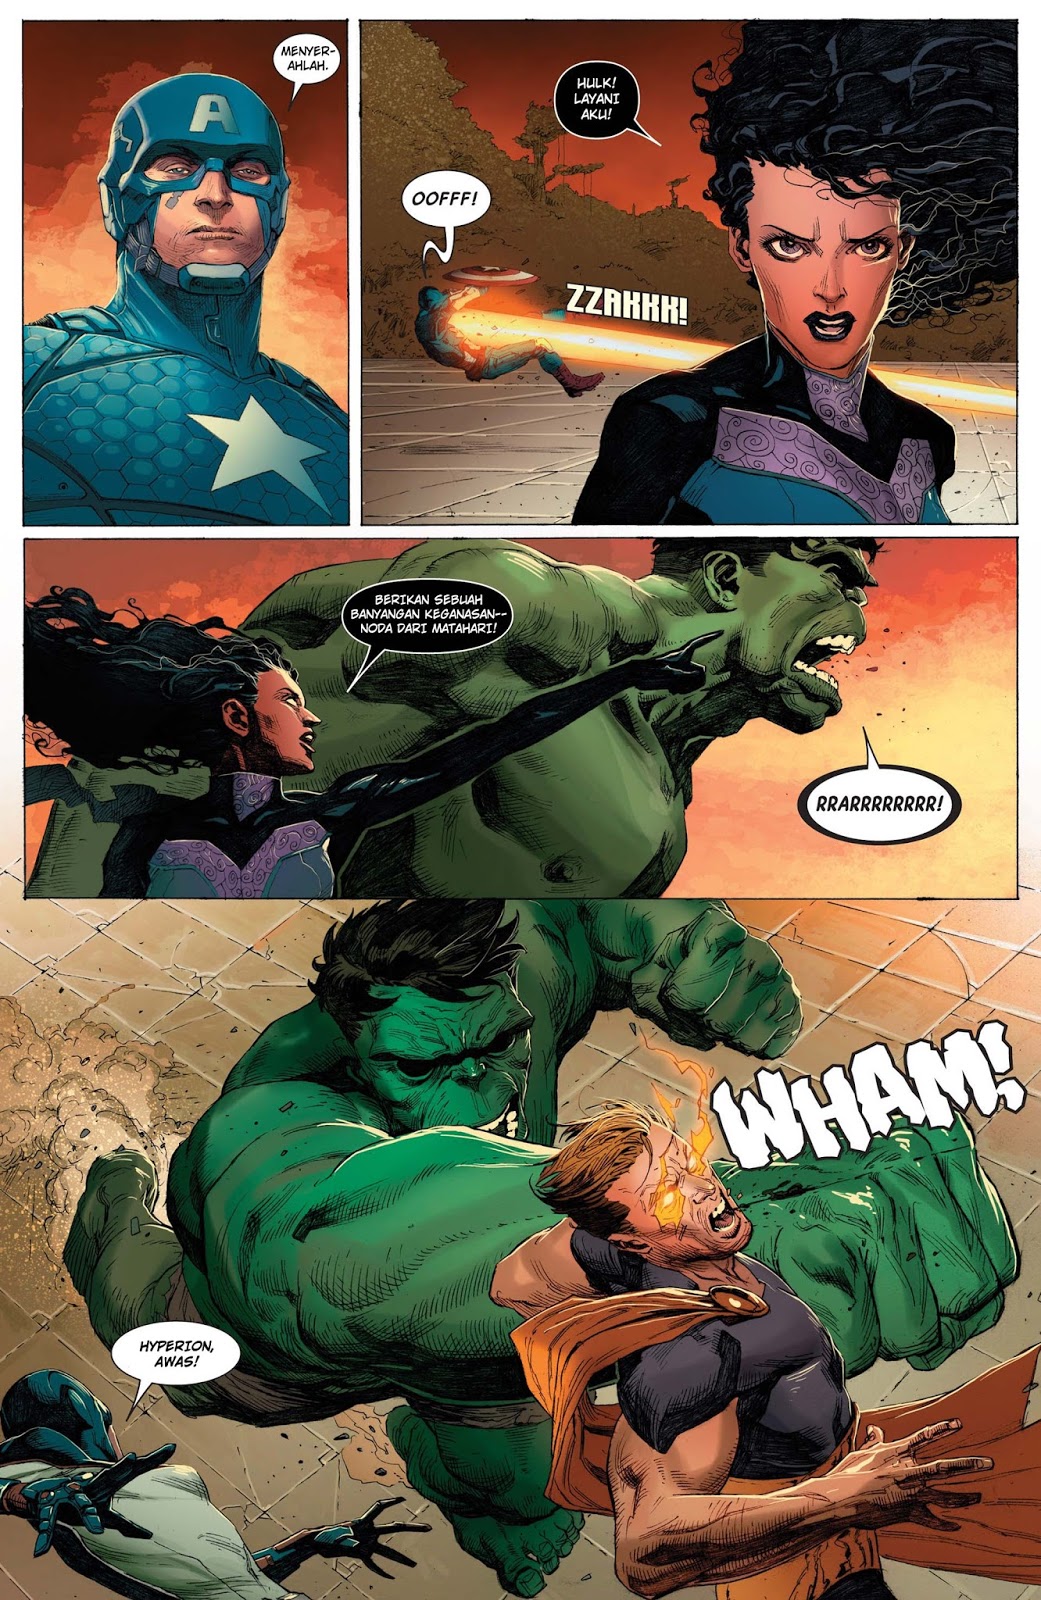 MENYER-
AHLAH.
A
HULK!
LAYANI
AKU!
OOFFF!
ZZAKKK!
BERIKAN SEBUAH
BANYANGAN KEGANASAN--
NODA DARI MATAHARI!
RRARRRRRRRR!
WHAM!
HYPERION,
AWAS!